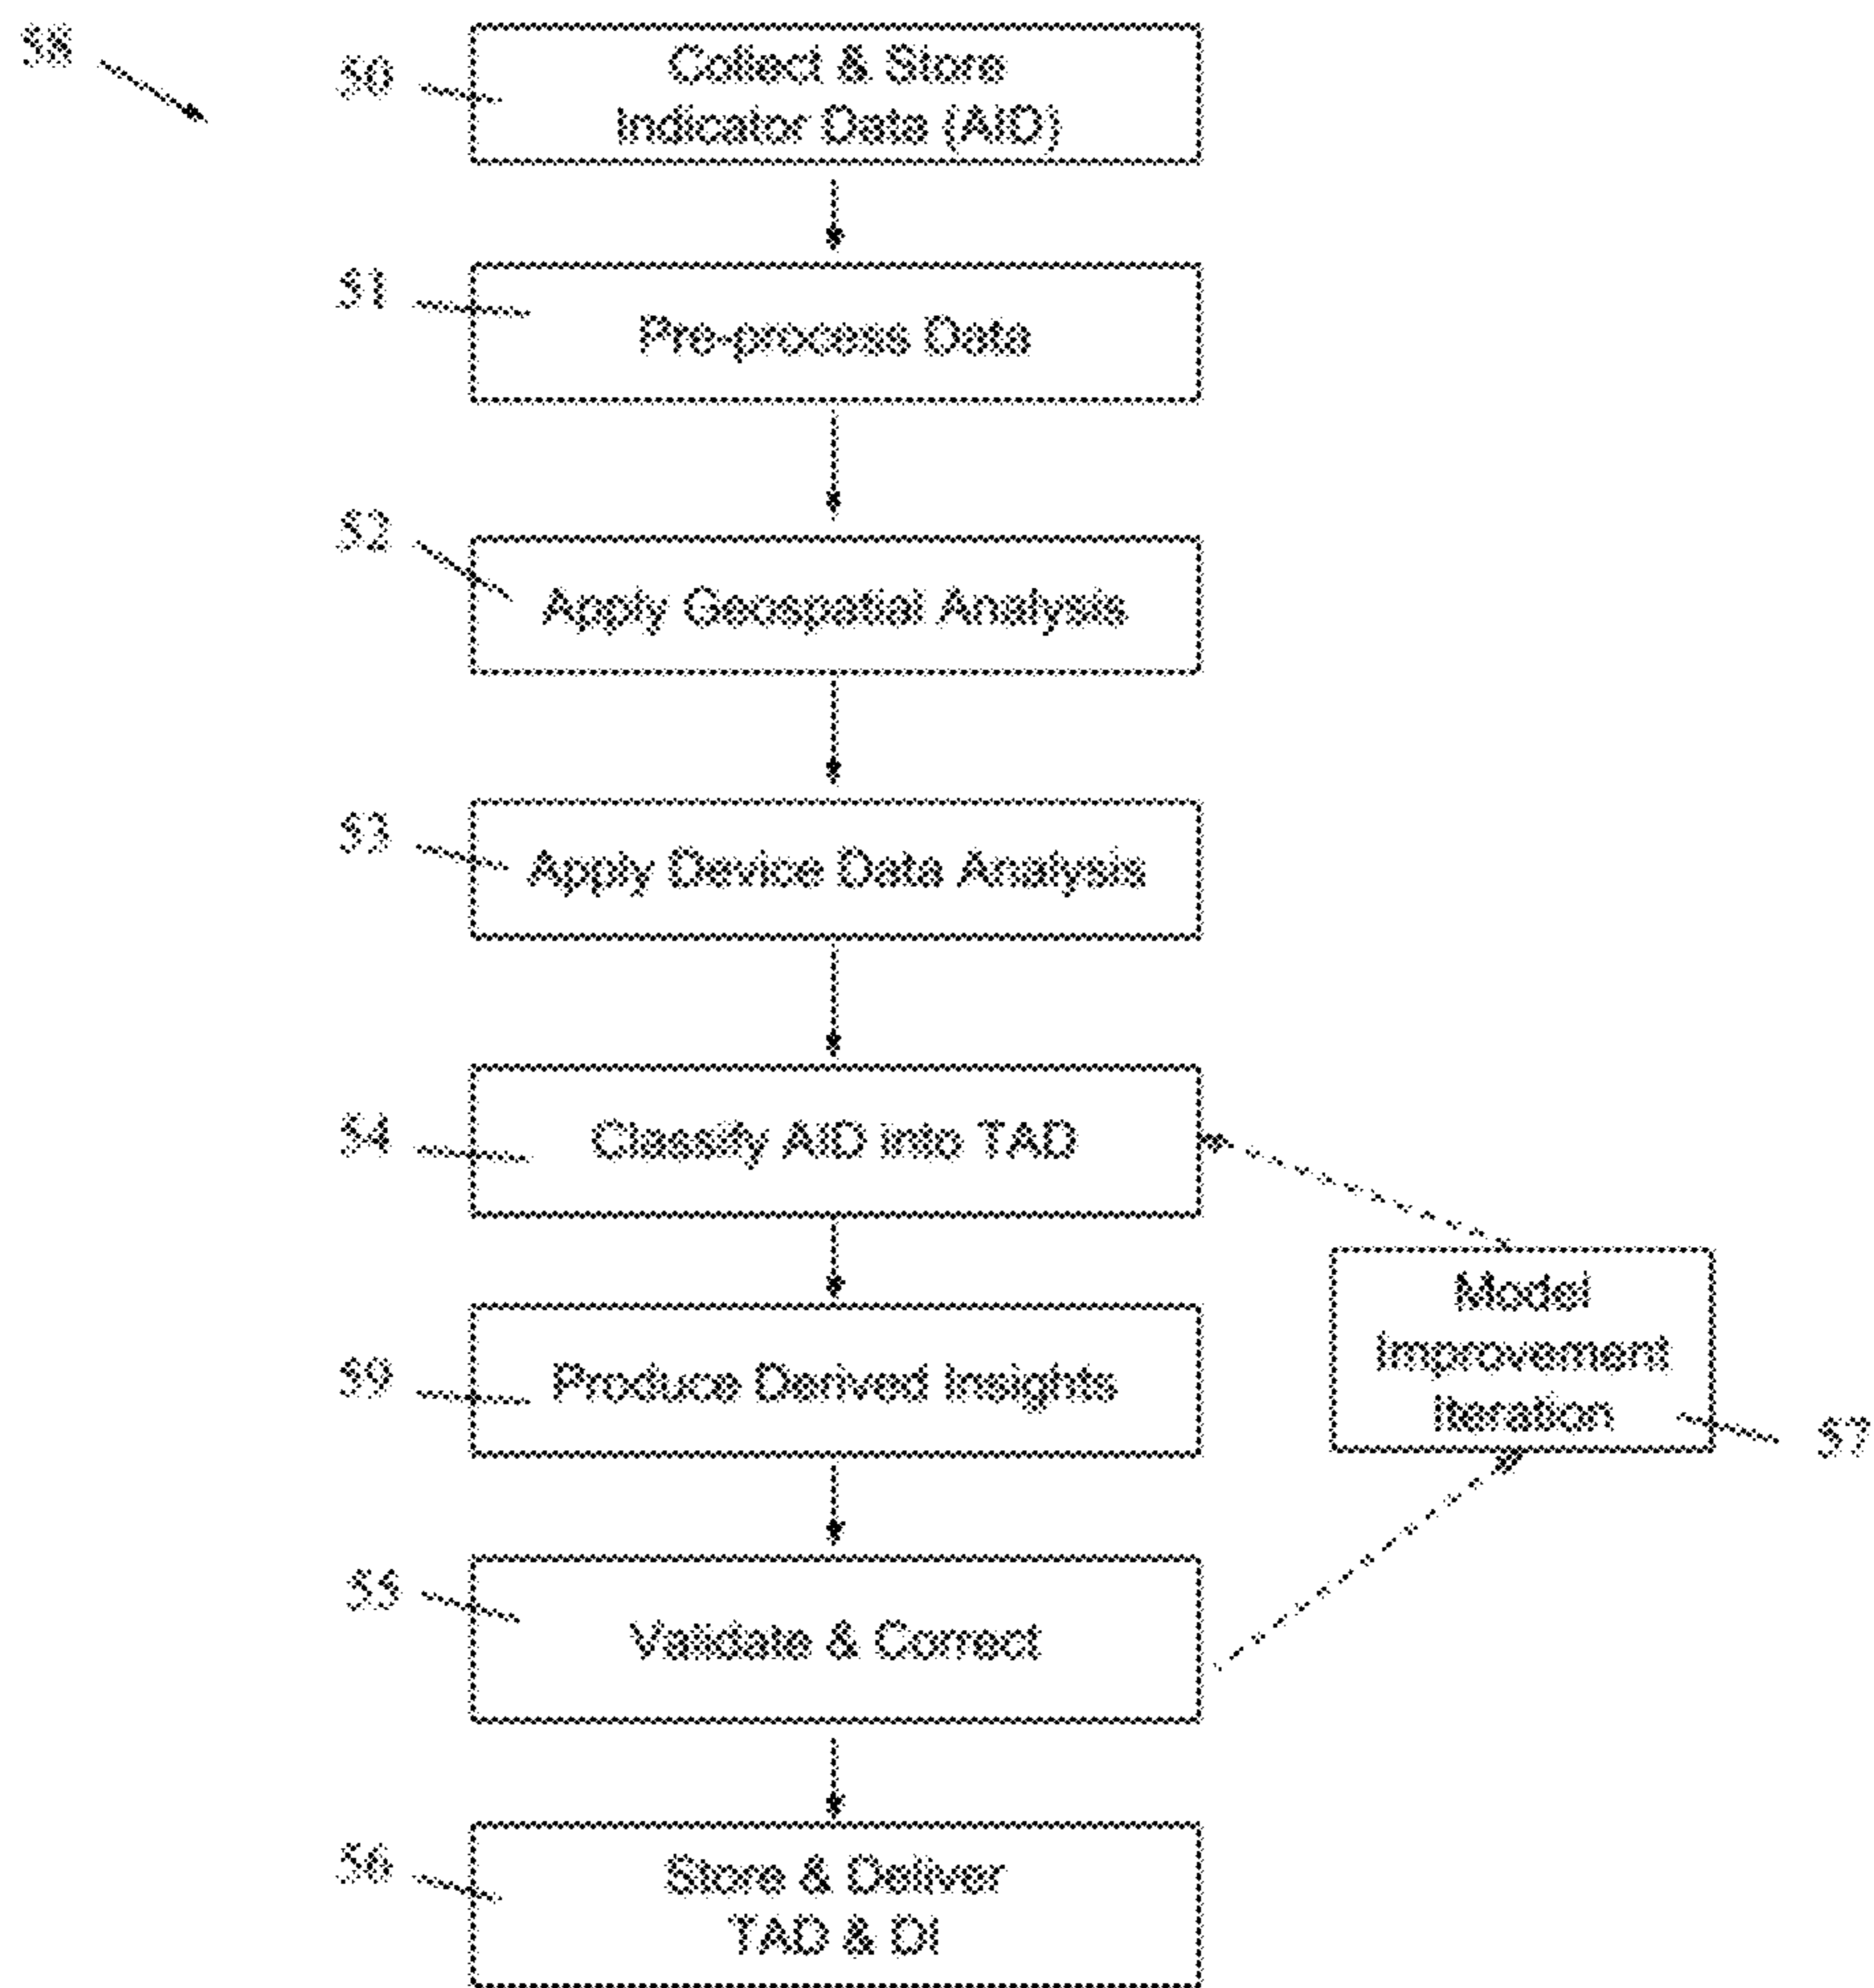 58
50
Collect & Store
Indicator Data (AID)
51
Pre-process Data
52
Apply Geospatial Analysis
53
Apply Device Data Analysis
54
Classify AID into TAD
59
Produce Derived Insights
Model
Improvement
Iteration
57
55
Validate & Correct
56
Store & Deliver
TAD & DI